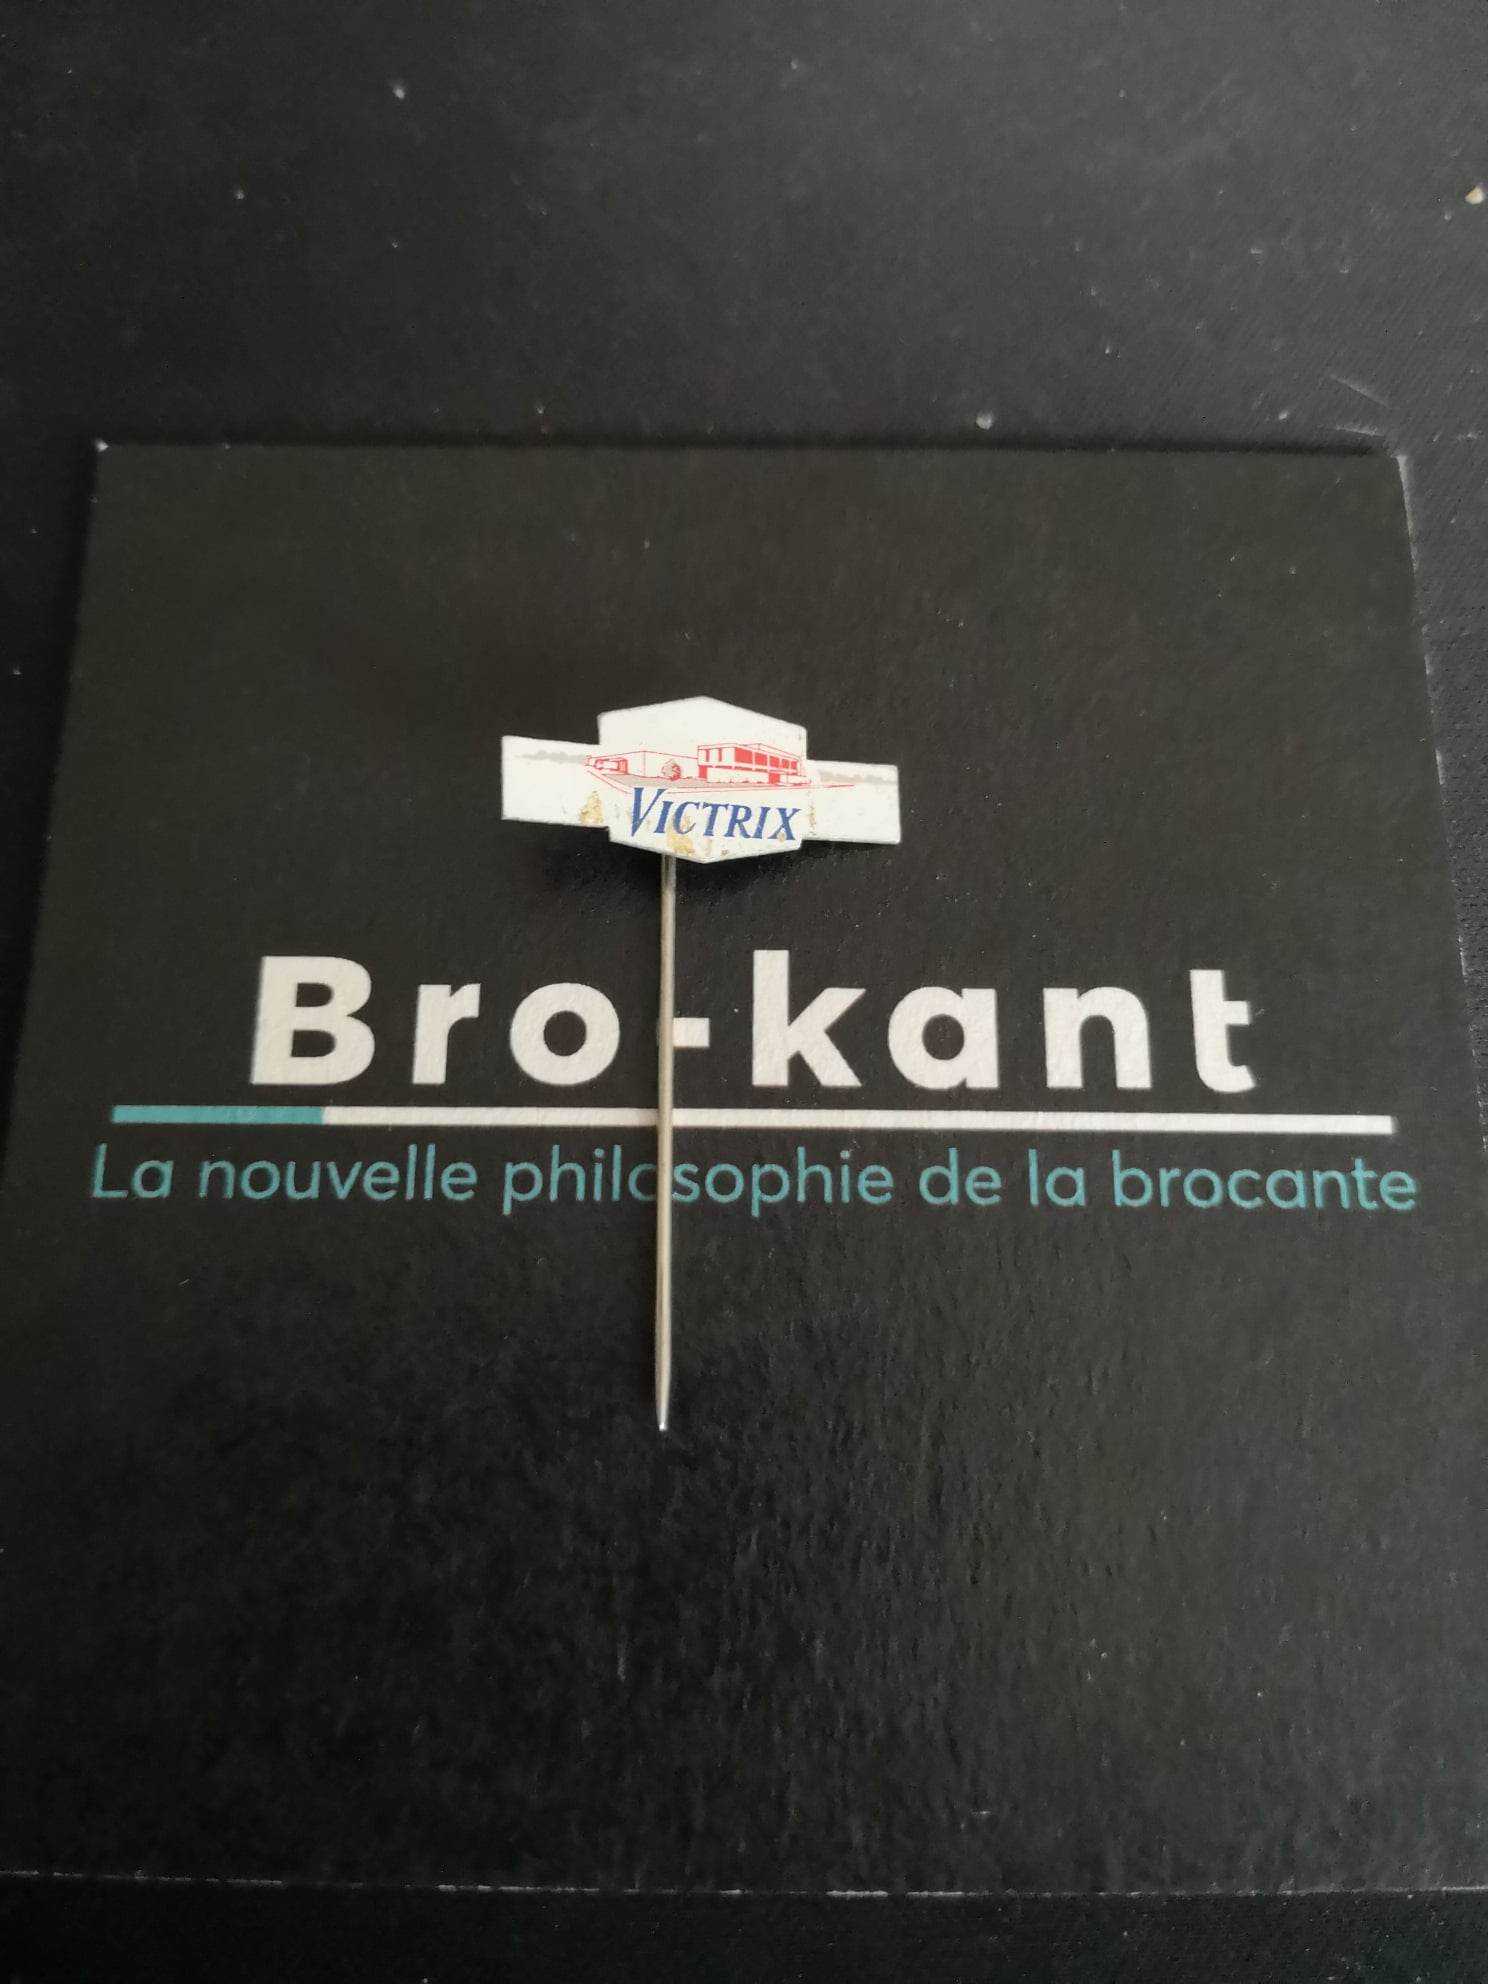 VICTRIX
Bro-kant
La nouvelle philosophie de la brocante